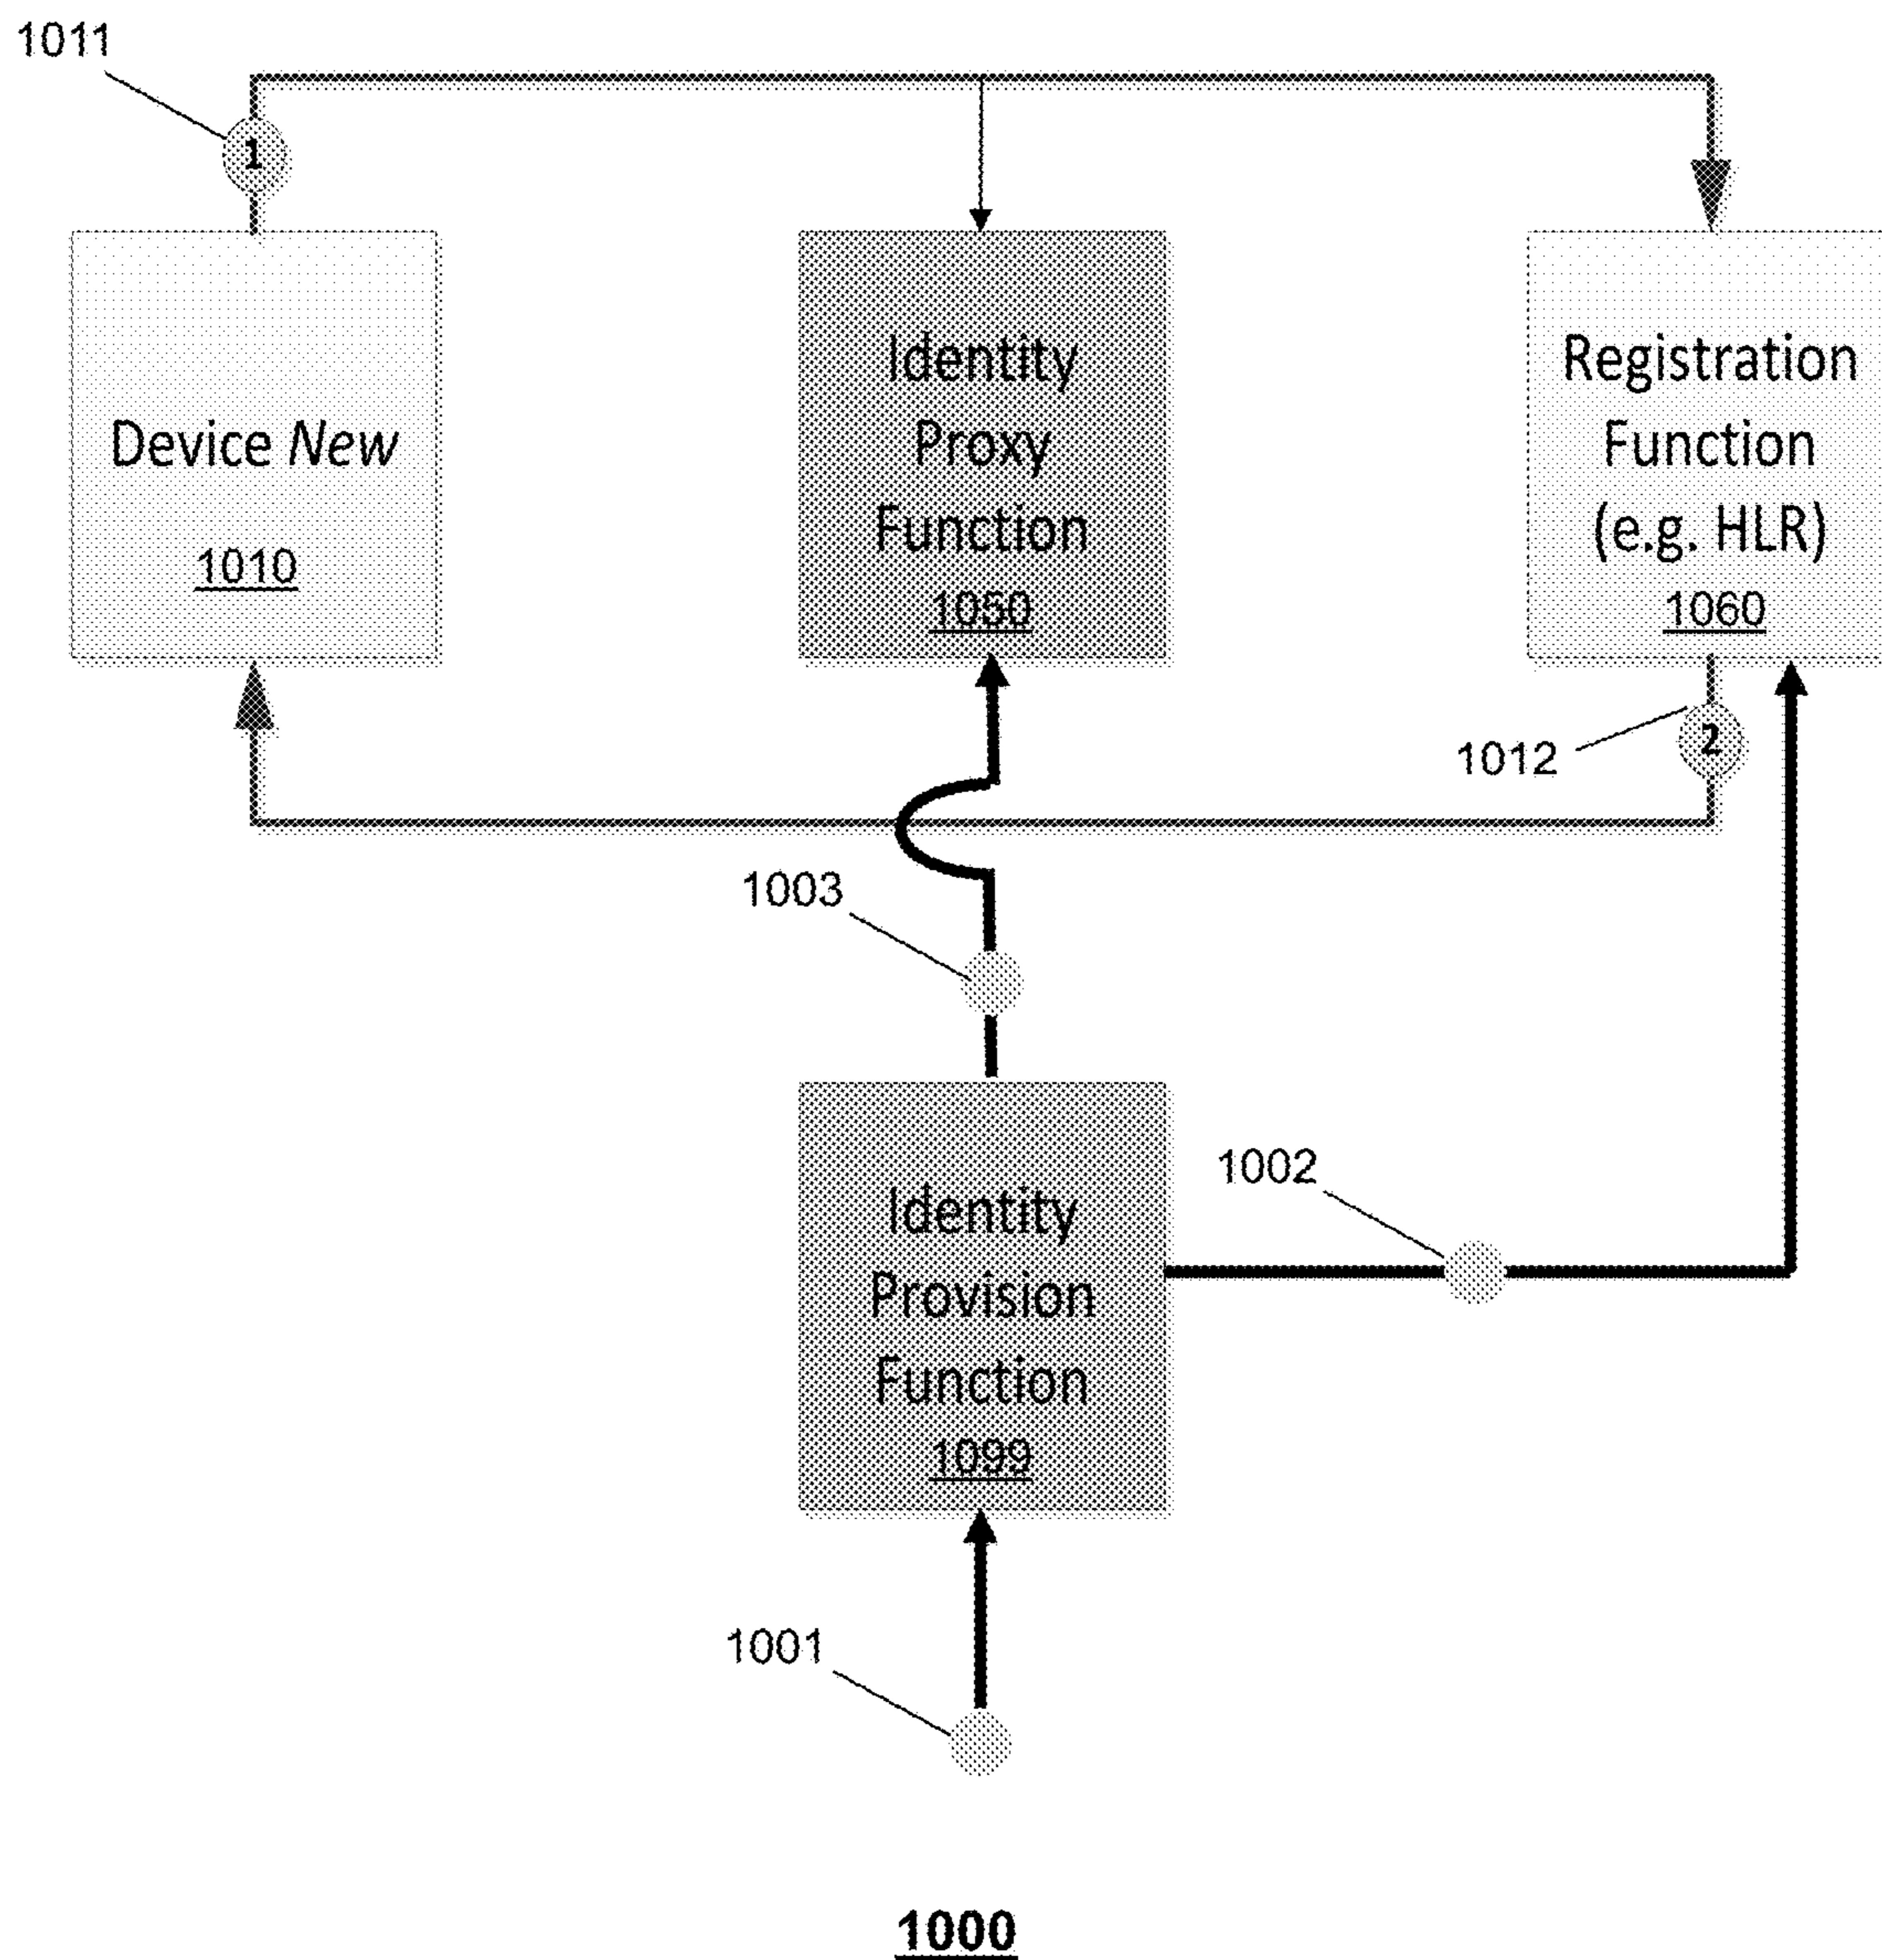 1011
1
Device New
1010
Identity
Proxy
Function
1050
Registration
Function
(e.g. HLR)
1060
1012
2
1003
1002
Identity
Provision
Function
1099
1001
1000